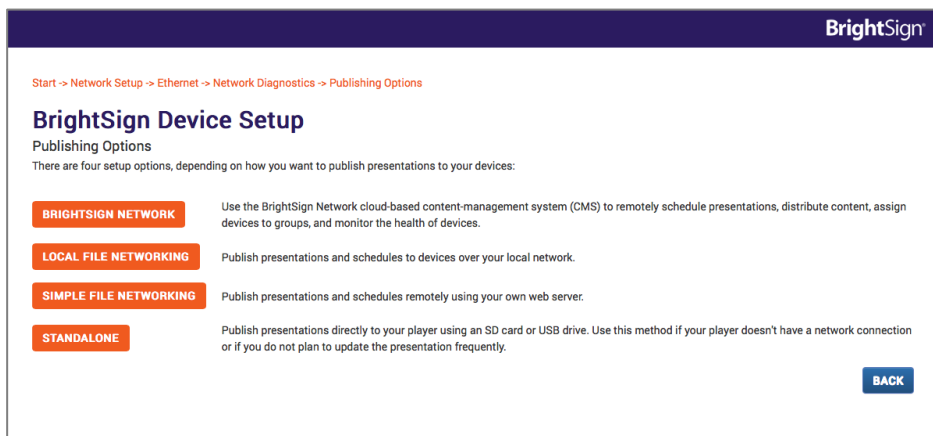 BrightSign
Start -> Network Setup -> Ethernet -> Network Diagnostics -> Publishing Options
BrightSign Device Setup
Publishing Options
There are four setup options, depending on how you want to publish presentations to your devices:
BRIGHTSIGN NETWORK
Use the BrightSign Network cloud-based content-management system (CMS) to remotely schedule presentations, distribute content, assign
devices to groups, and monitor the health of devices.
LOCAL FILE NETWORKING
Publish presentations and schedules to devices over your local network.
SIMPLE FILE NETWORKING
Publish presentations and schedules remotely using your own web server.
STANDALONE
Publish presentations directly to your player using an SD card or USB drive. Use this method if your player doesn't have a network connection
or if you do not plan to update the presentation frequently.
BACK